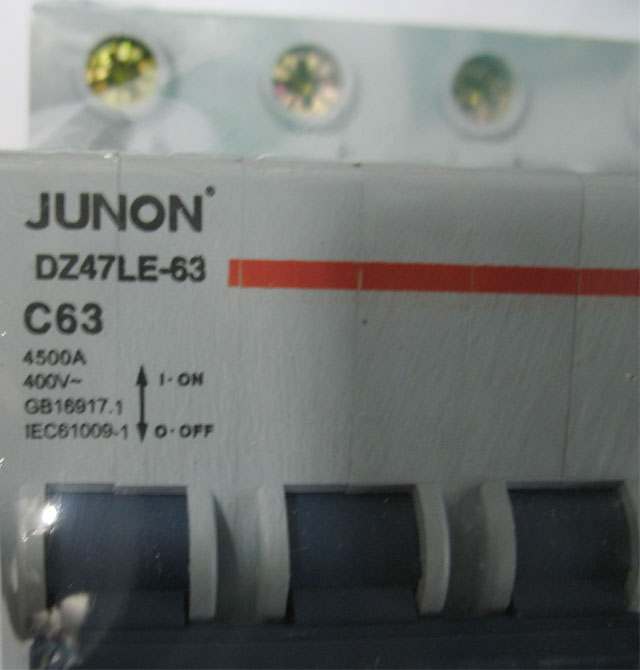 JUNON
DZ47LE-63
C63
4500A
400V~
GB16917.1
IEC61009-1
I·ON
O·OFF